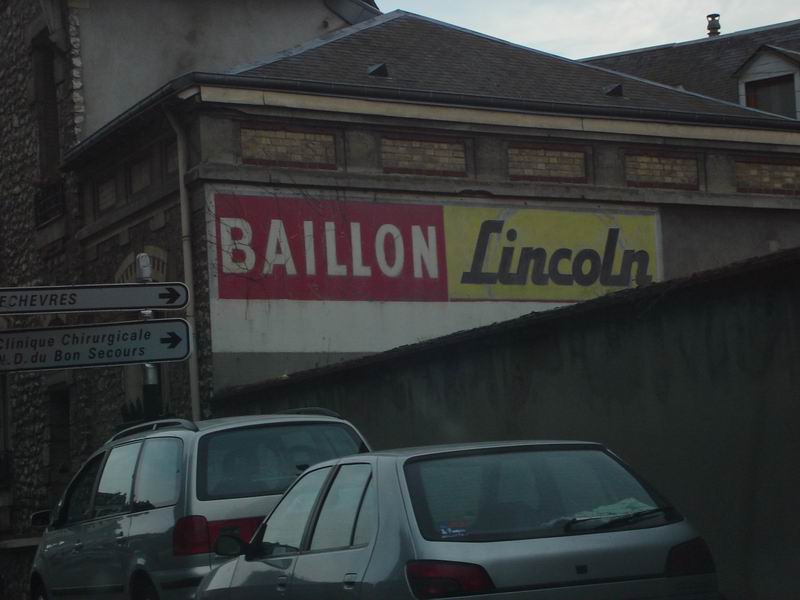 BAILLON Lincoln
ECHEVRES
Clinique Chirurgicale
N.D. du Bon Secours